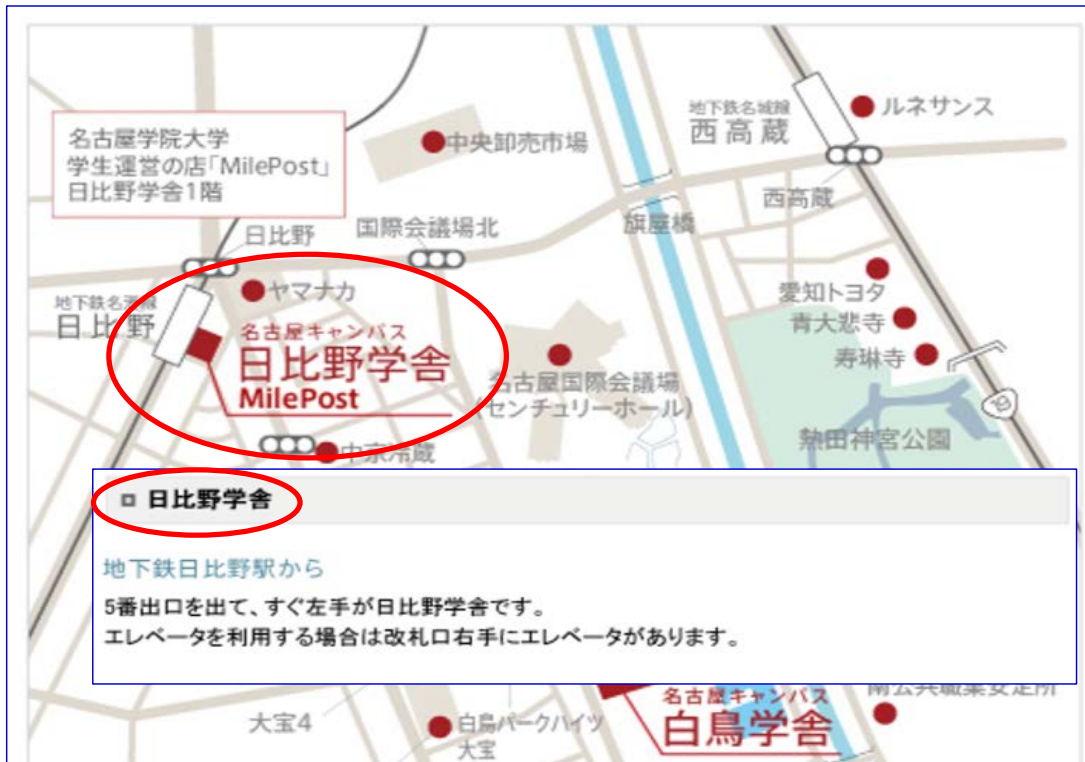 地下鉄名城線
西高蔵
ルネサンス
名古屋学院大学
学生運営の店「MilePost」
日比野学舎1階
中央卸売市場
西高蔵
日比野
国際会議場北
旗屋橋
地下鉄名港線
日比野
ヤマナカ
愛知トヨタ
青大悲寺
寿琳寺
名古屋キャンパス
日比野学舎
MilePost
名古屋国際会議場
(センチュリーホール)
19
熱田神宮公園
中京冷蔵
日比野学舎
地下鉄日比野駅から
5番出口を出て、すぐ左手が日比野学舎です。
エレベータを利用する場合は改札口右手にエレベータがあります。
南公共職業安定所
名古屋キャンパス
白鳥学舎
大宝4
白鳥パークハイツ
大宝